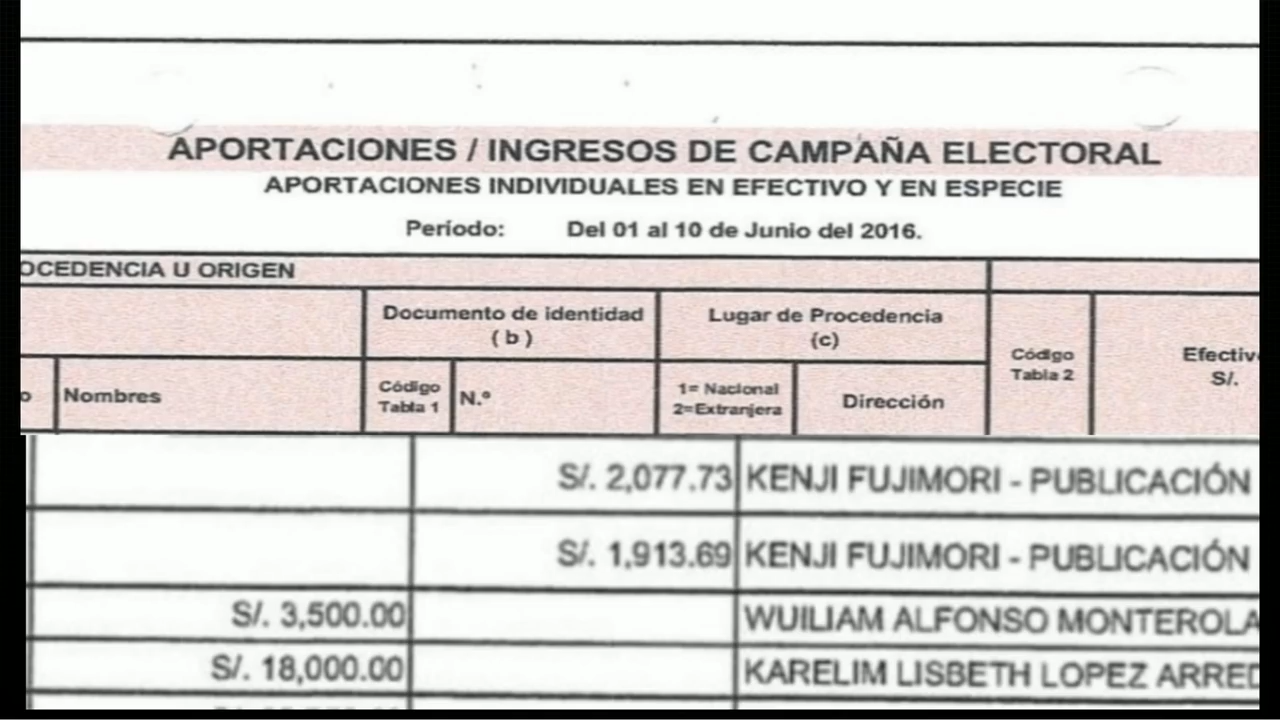 APORTACIONES / INGRESOS DE CAMPAÑA ELECTORAL
APORTACIONES INDIVIDUALES EN EFECTIVO Y EN ESPECIE
Período: Del 01 al 10 de Junio del 2016.
OCEDENCIA U ORIGEN
Documento de identidad
( b )
Lugar de Procedencia
(c)
Código
Tabla 2
Efectiv
S/.
o
Nombres
Código
Tabla 1
N.º
1= Nacional
2=Extranjera
Dirección
S/. 2,077.73 KENJI FUJIMORI - PUBLICACIÓN
S/. 1,913.69 KENJI FUJIMORI - PUBLICACIÓN
S/. 3,500.00 WUILIAM ALFONSO MONTEROLA
S/. 18,000.00 KARELIM LISBETH LOPEZ ARRED